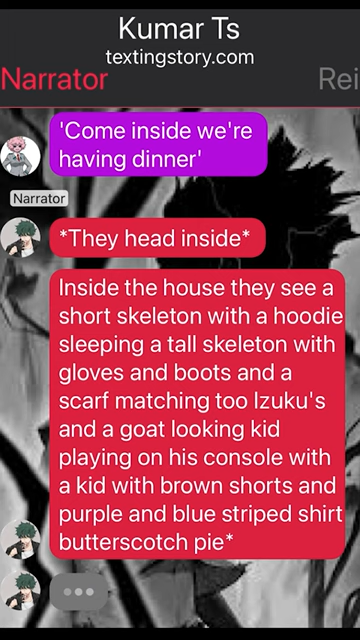 Kumar Ts
textingstory.com
Narrator
Rei
'Come inside we're
having dinner'
Narrator
*They head inside*
Inside the house they see a
short skeleton with a hoodie
sleeping a tall skeleton with
gloves and boots and a
scarf matching too Izuku's
and a goat looking kid
playing on his console with
a kid with brown shorts and
purple and blue striped shirt
butterscotch pie*